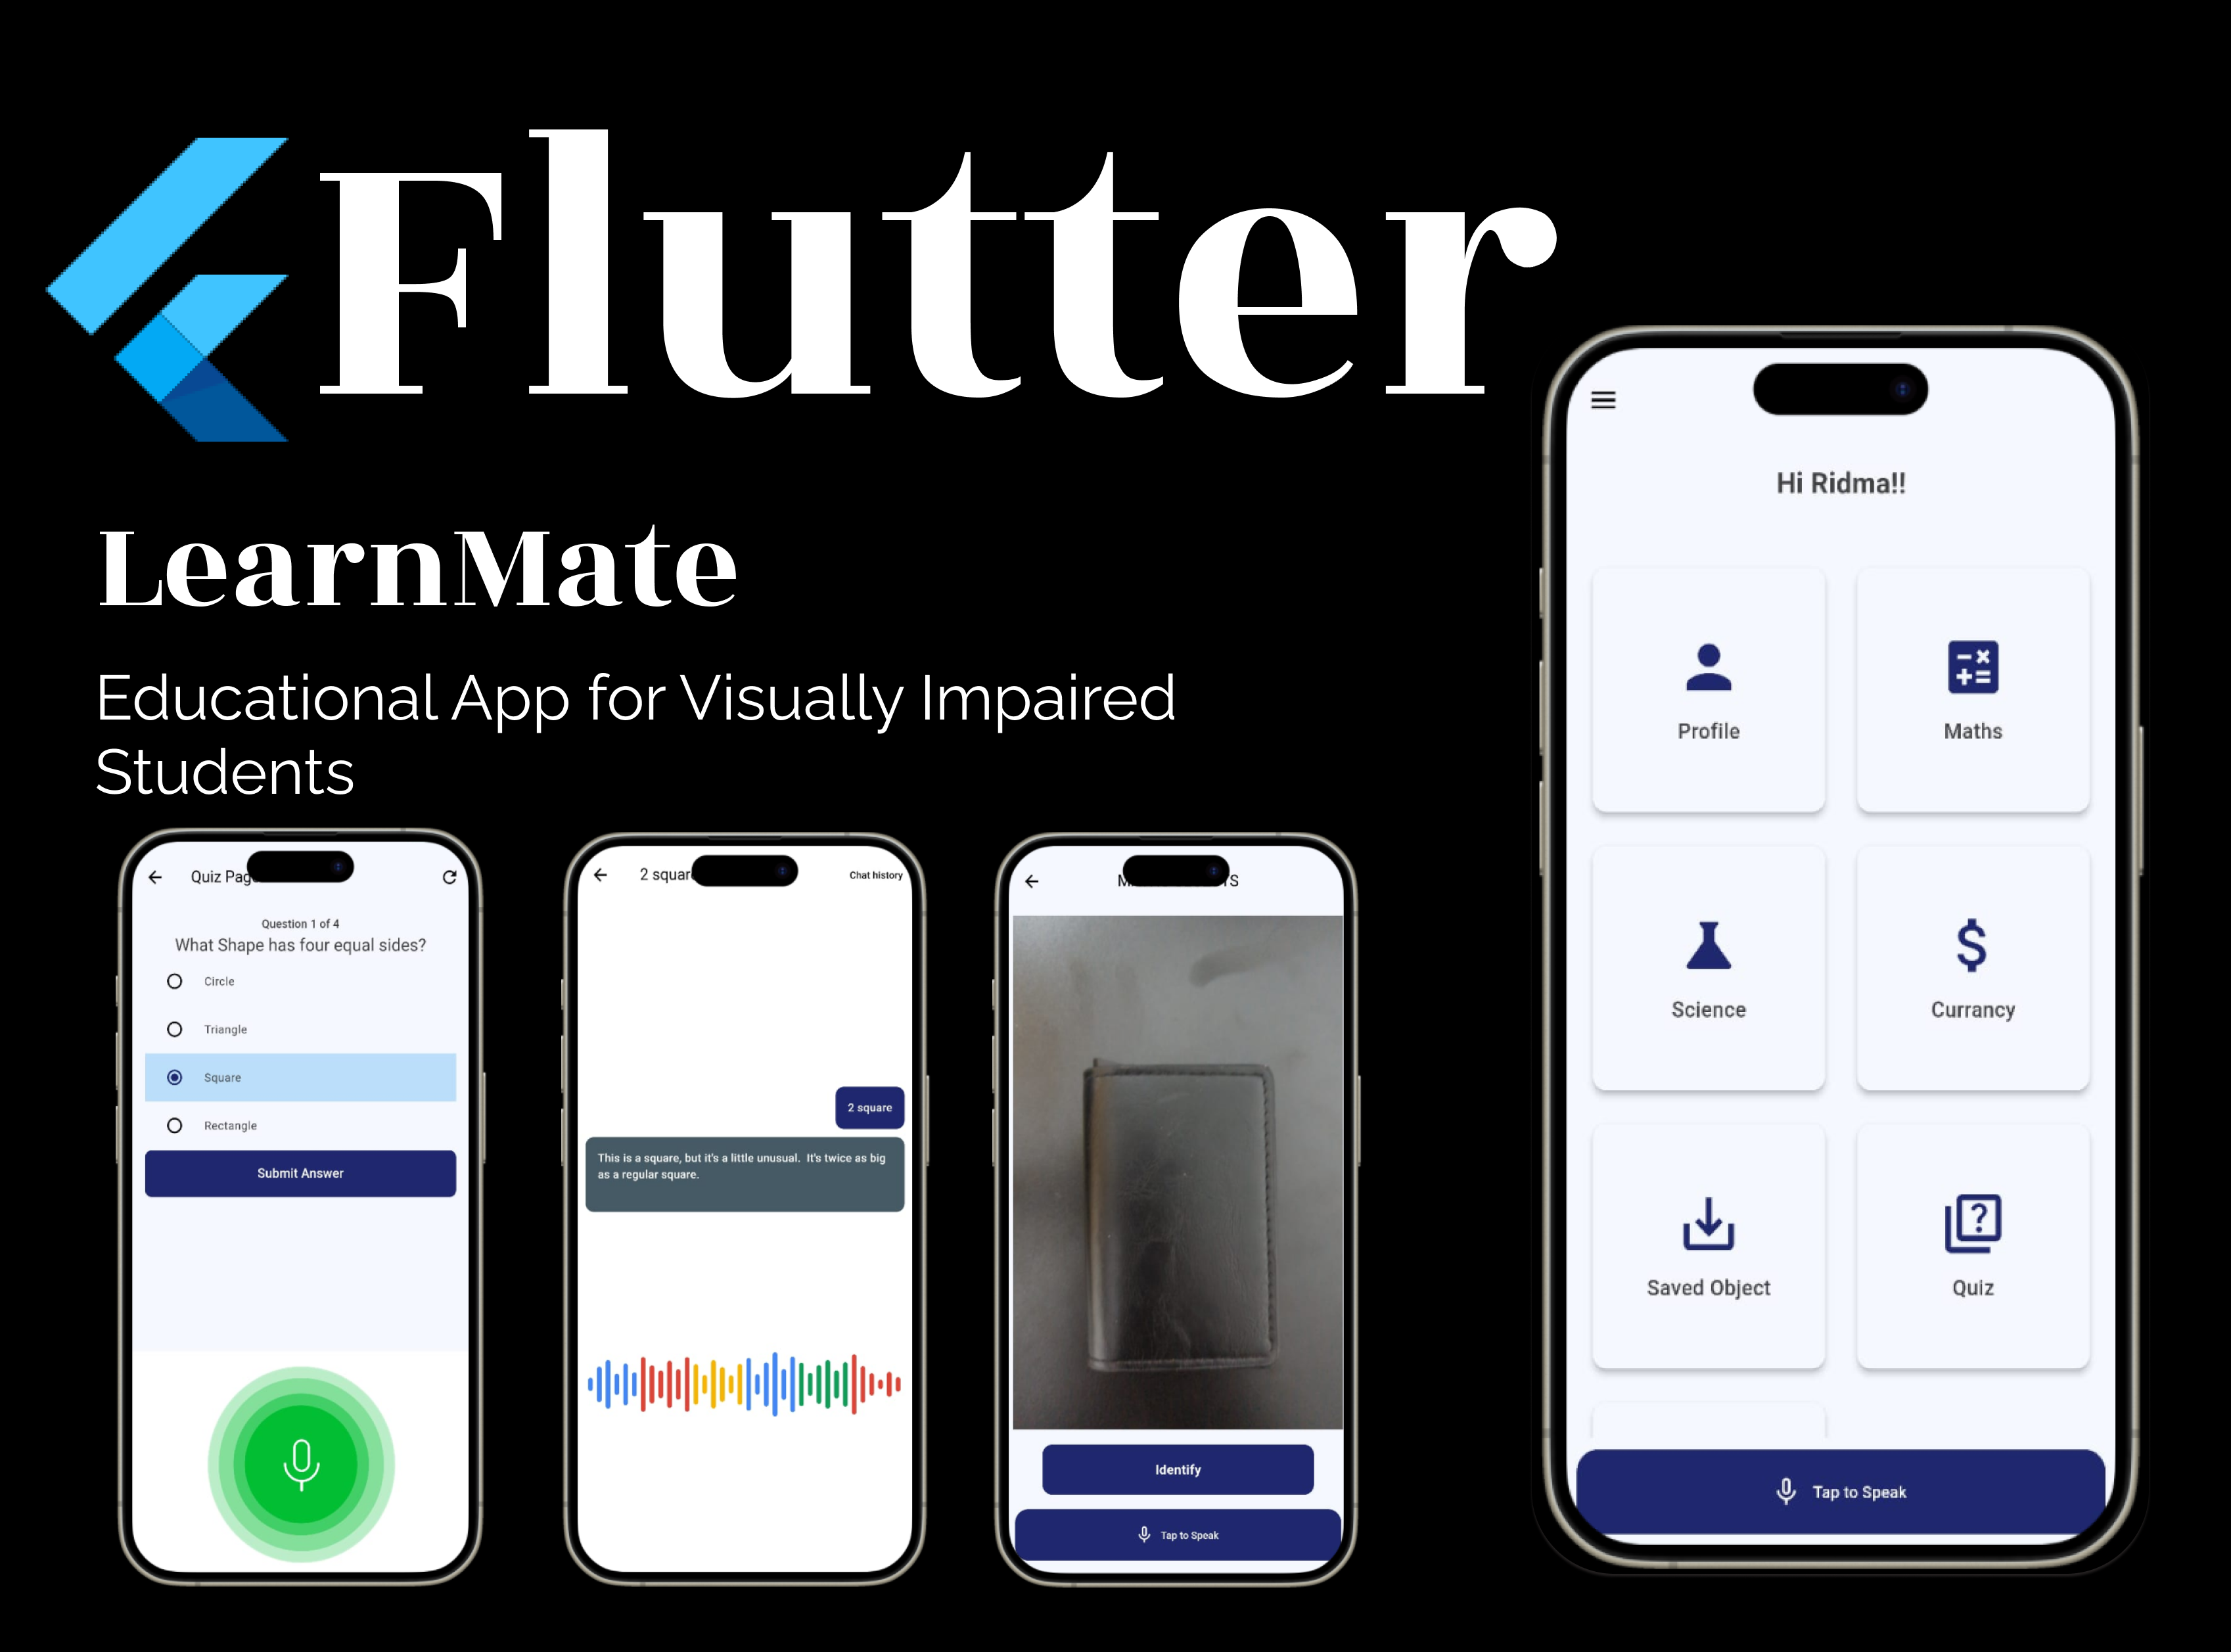 Flutter
LearnMate
Educational App for Visually Impaired
Students
Quiz
Question 1 of 4
What Shape has four equal sides?
Circle
Triangle
Square
Rectangle
Submit Answer
2
Chat history
2 square
This is a square, but it's a little unusual. It's twice as big
as a regular square.
Identify
Tap to Speak
Hi Ridma!!
Profile
Maths
Science
Currancy
Saved Object
Quiz
Tap to Speak